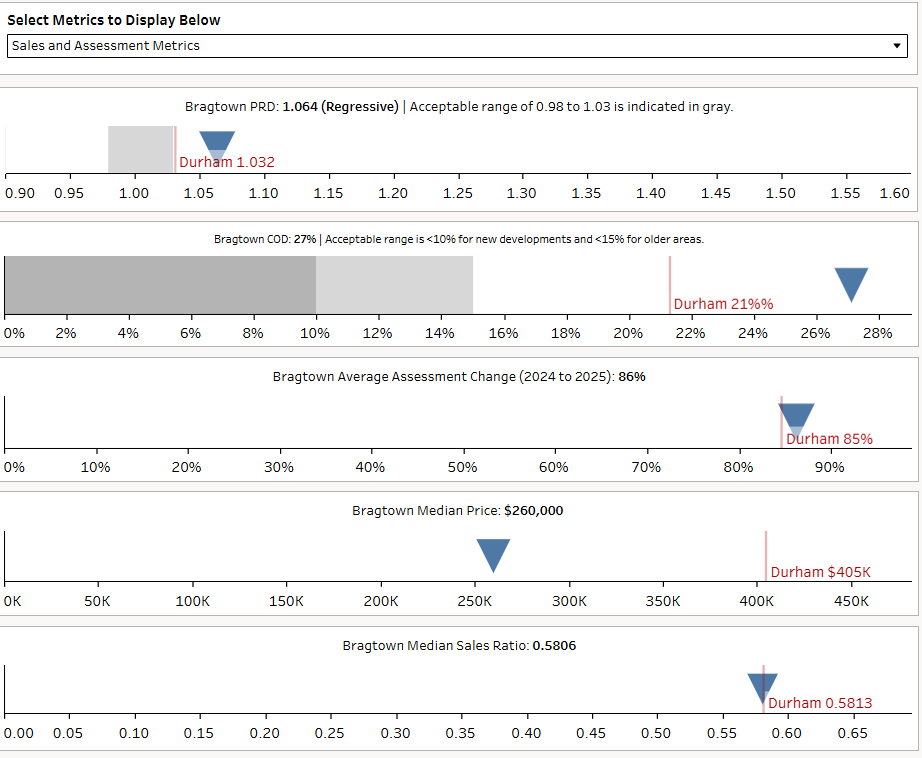 Select Metrics to Display Below
Sales and Assessment Metrics
Bragtown PRD: 1.064 (Regressive) | Acceptable range of 0.98 to 1.03 is indicated in gray.
Durham 1.032
0.90 0.95 1.00 1.05 1.10 1.15 1.20 1.25 1.30 1.35 1.40 1.45 1.50 1.55 1.60
Bragtown COD: 27% | Acceptable range is <10% for new developments and <15% for older areas.
Durham 21%%
0% 2% 4% 6% 8% 10% 12% 14% 16% 18% 20% 22% 24% 26% 28%
Bragtown Average Assessment Change (2024 to 2025): 86%
Durham 85%
0% 10% 20% 30% 40% 50% 60% 70% 80% 90%
Bragtown Median Price: $260,000
Durham $405K
0K 50K 100K 150K 200K 250K 300K 350K 400K 450K
Bragtown Median Sales Ratio: 0.5806
Durham 0.5813
0.00 0.05 0.10 0.15 0.20 0.25 0.30 0.35 0.40 0.45 0.50 0.55 0.60 0.65